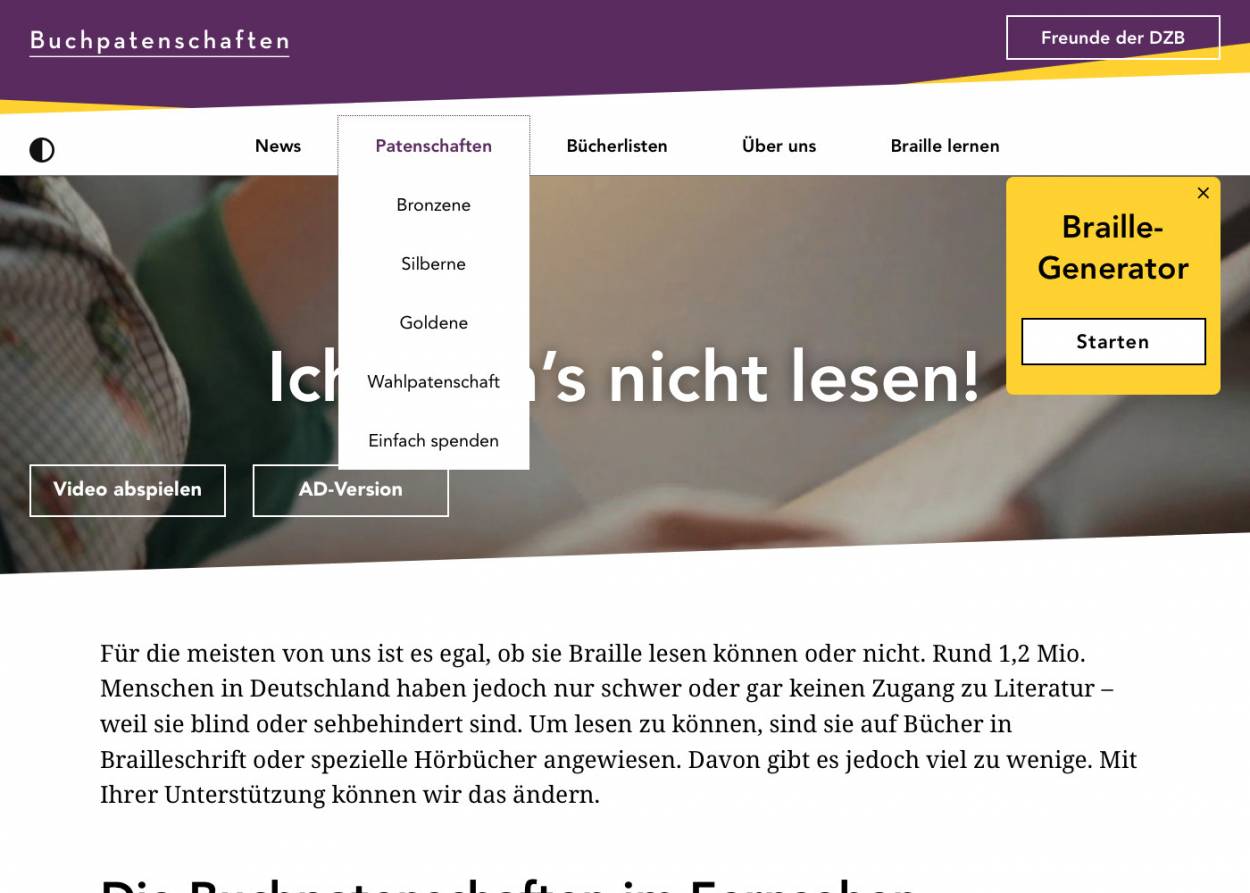 Buchpatenschaften
Freunde der DZB
News
Patenschaften
Bücherlisten
Über uns
Braille lernen
Bronzene
Silberne
Goldene
Wahlpatenschaft
Einfach spenden
Braille-
Generator
Starten
nicht lesen!
Video abspielen
AD-Version
Für die meisten von uns ist es egal, ob sie Braille lesen können oder nicht. Rund 1,2 Mio.
Menschen in Deutschland haben jedoch nur schwer oder gar keinen Zugang zu Literatur –
weil sie blind oder sehbehindert sind. Um lesen zu können, sind sie auf Bücher in
Brailleschrift oder spezielle Hörbücher angewiesen. Davon gibt es jedoch viel zu wenige. Mit
Ihrer Unterstützung können wir das ändern.
Die Buchpatenschaften im Fernsehen